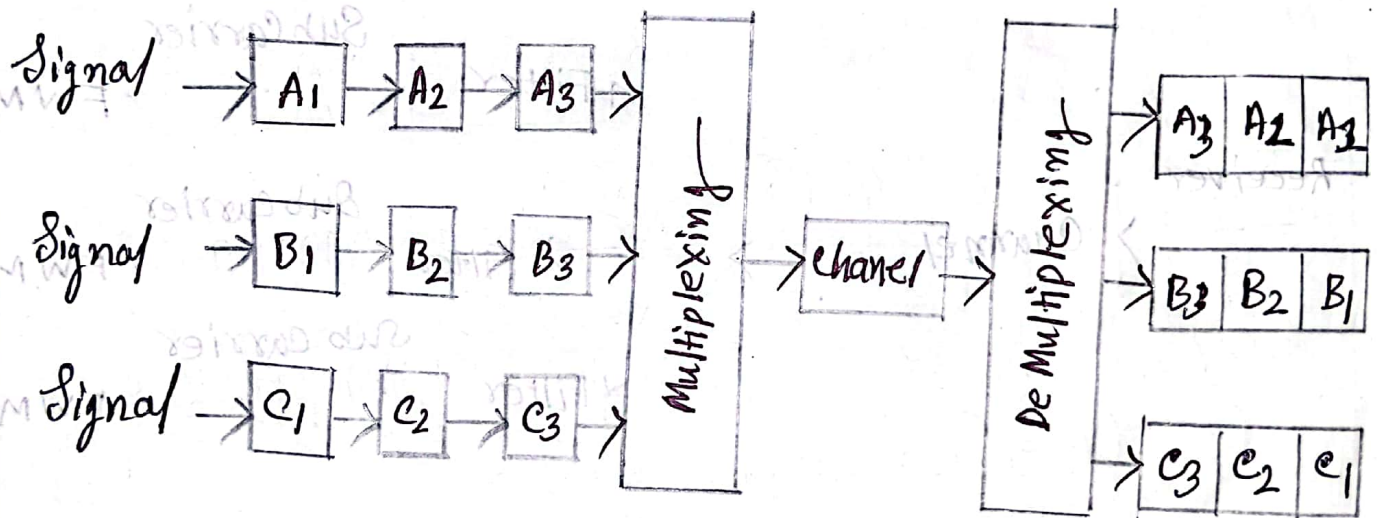 Signal A1 A2 A3
Signal B1 B2 B3
Signal C1 C2 C3
Multiplexing
Chanel
De Multiplexing
A3 A2 A1
B3 B2 B1
C3 C2 C1